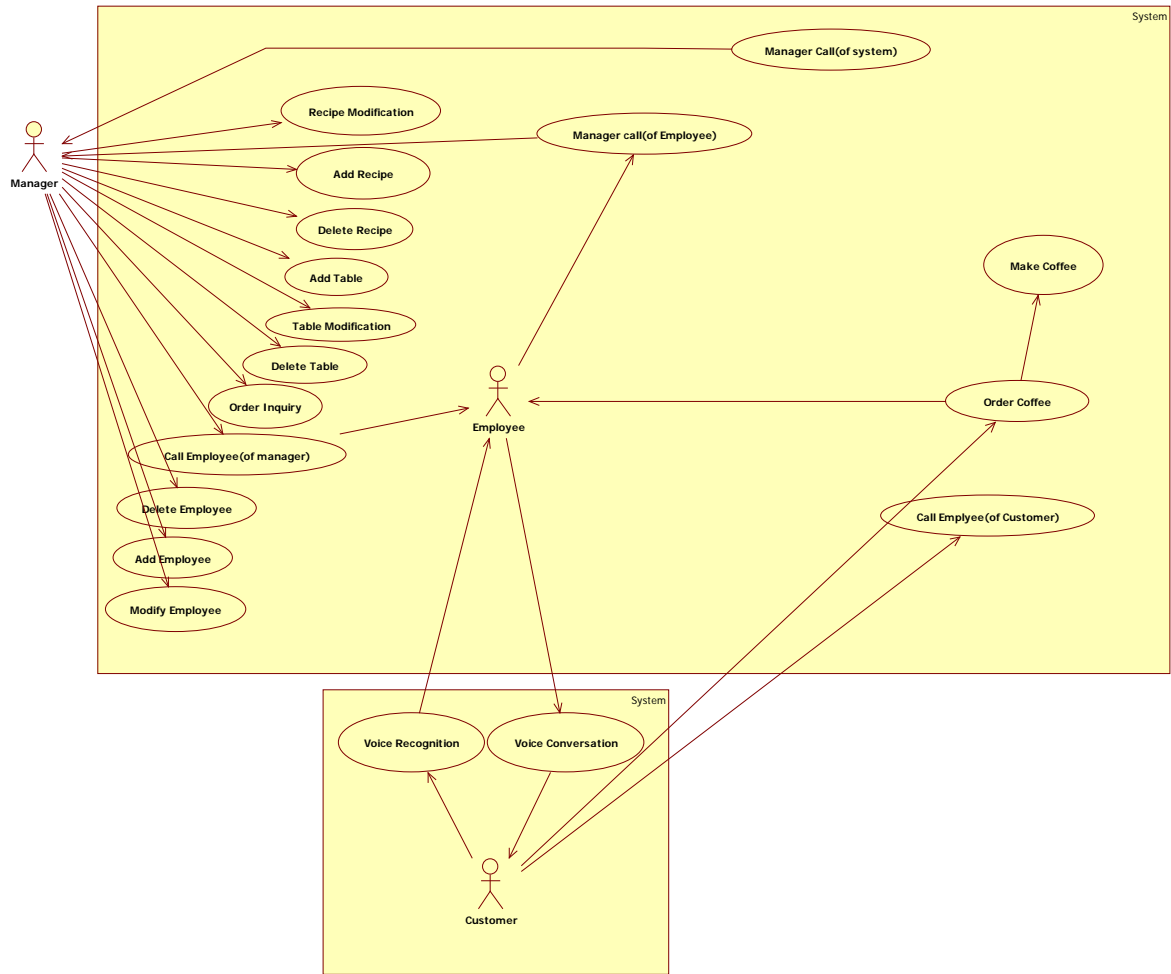 System
Manager Call(of system)
Recipe Modification
Manager call(of Employee)
Manager
Add Recipe
Delete Recipe
Make Coffee
Add Table
Table Modification
Delete Table
Order Inquiry
Order Coffee
Employee
Call Employee(of manager)
Delete Employee
Call Emplyee(of Customer)
Add Employee
Modify Employee
System
Voice Recognition
Voice Conversation
Customer